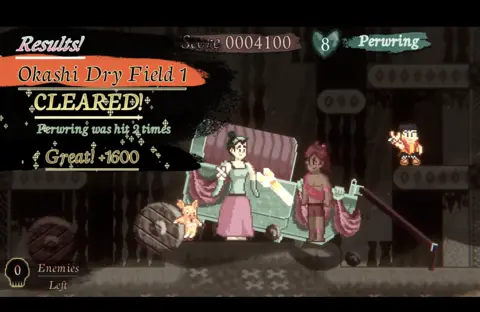 Results!
Score 0004100
8
Perwring
Okashi Dry Field 1
CLEARED!
Perwring was hit 2 times
Great! +1600
0
Enemies
Left